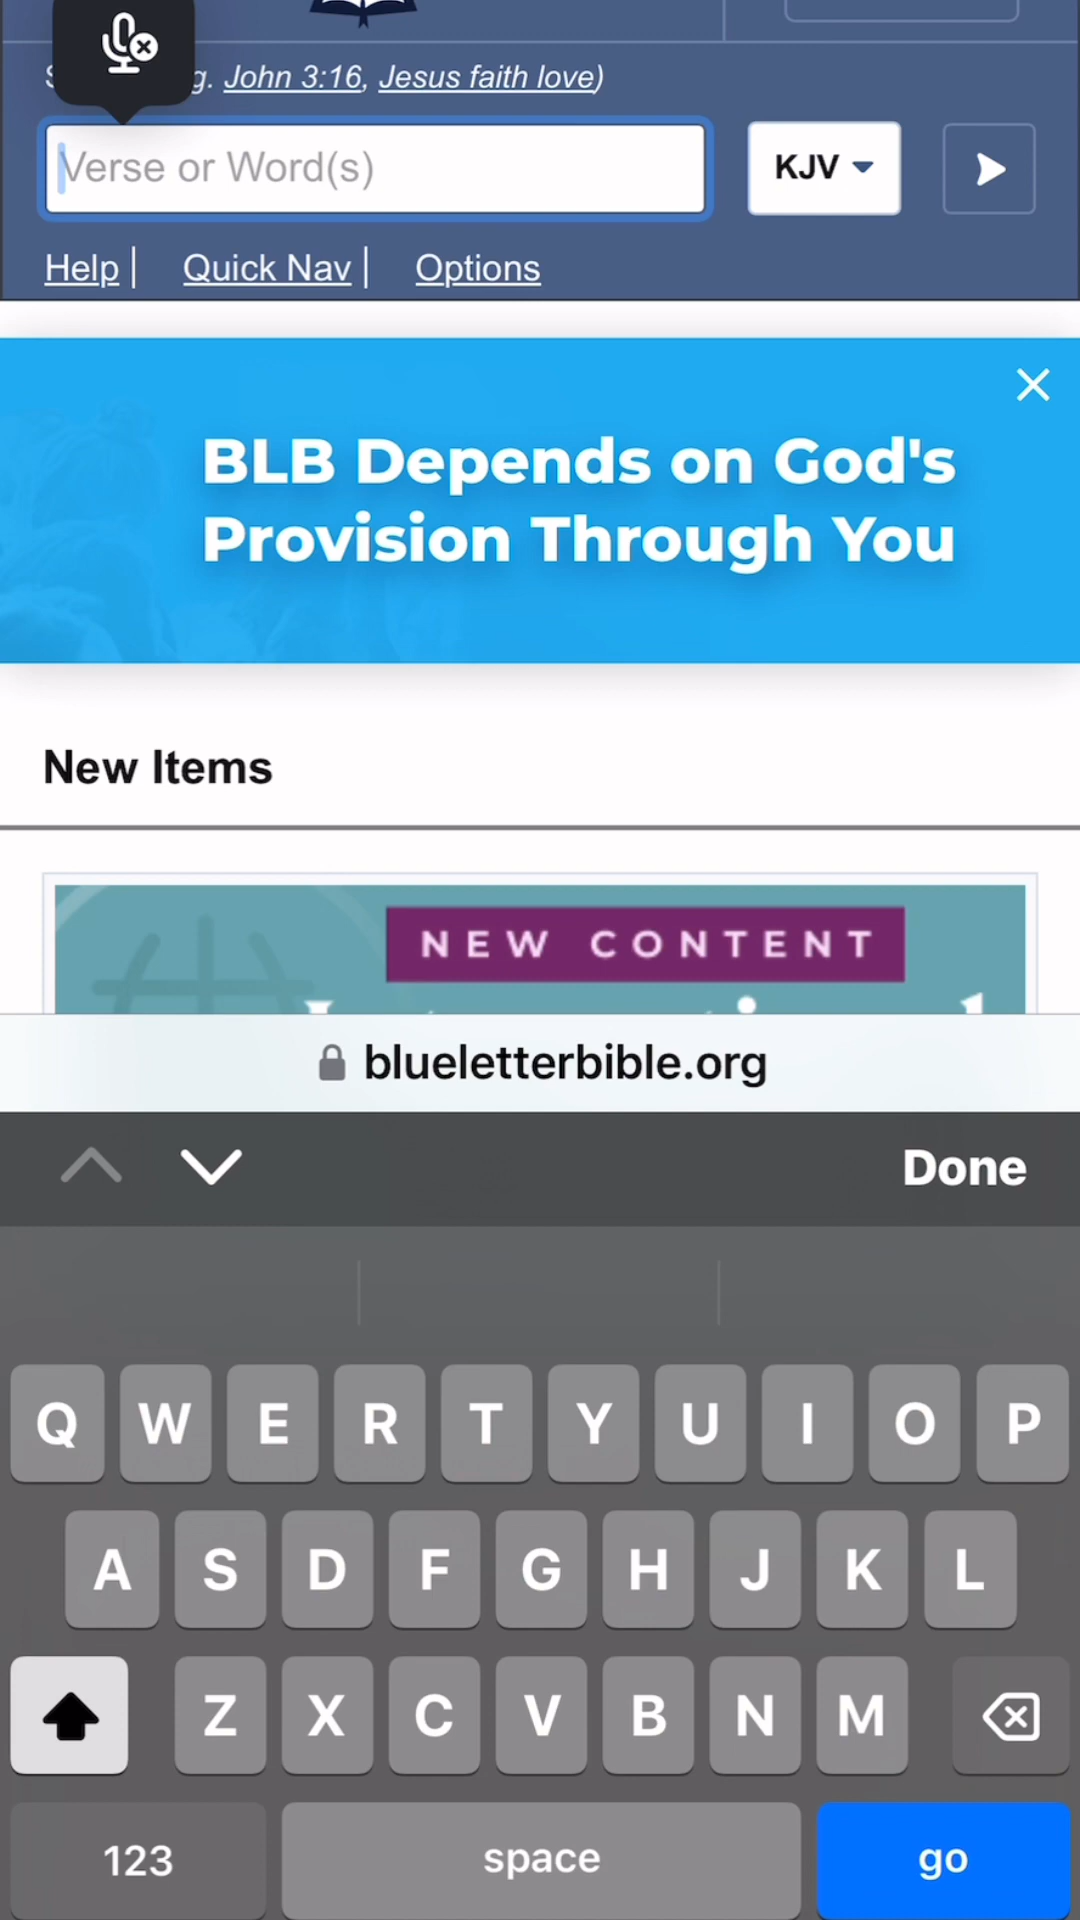 g. John 3:16, Jesus faith love)
Verse or Word(s)
KJV
Help | Quick Nav | Options
BLB Depends on God's
Provision Through You
New Items
NEW CONTENT
blueletterbible.org
Done
Q W E R T Y U I O P
A S D F G H J K L
Z X C V B N M
123 space go